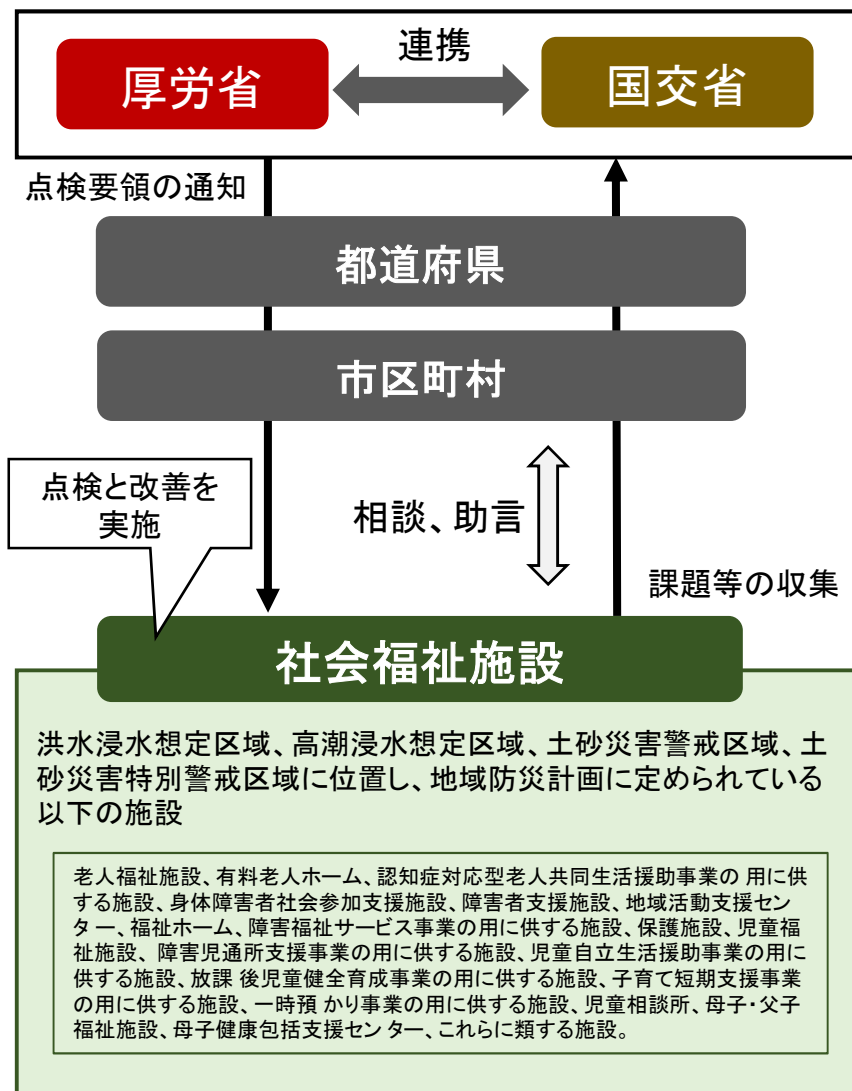 連携
厚労省
国交省
点検要領の通知
都道府県
市区町村
点検と改善を
実施
相談、助言
課題等の収集
社会福祉施設
洪水浸水想定区域、高潮浸水想定区域、土砂災害警戒区域、土
砂災害特別警戒区域に位置し、地域防災計画に定められている
以下の施設
老人福祉施設、有料老人ホーム、認知症対応型老人共同生活援助事業の 用に供
する施設、身体障害者社会参加支援施設、障害者支援施設、地域活動支援セン
タ ー、福祉ホーム、障害福祉サービス事業の用に供する施設、保護施設、児童福
祉施設、 障害児通所支援事業の用に供する施設、児童自立生活援助事業の用に
供する施設、放課 後児童健全育成事業の用に供する施設、子育て短期支援事業
の用に供する施設、一時預 かり事業の用に供する施設、児童相談所、母子・父子
福祉施設、母子健康包括支援セン ター、これらに類する施設。